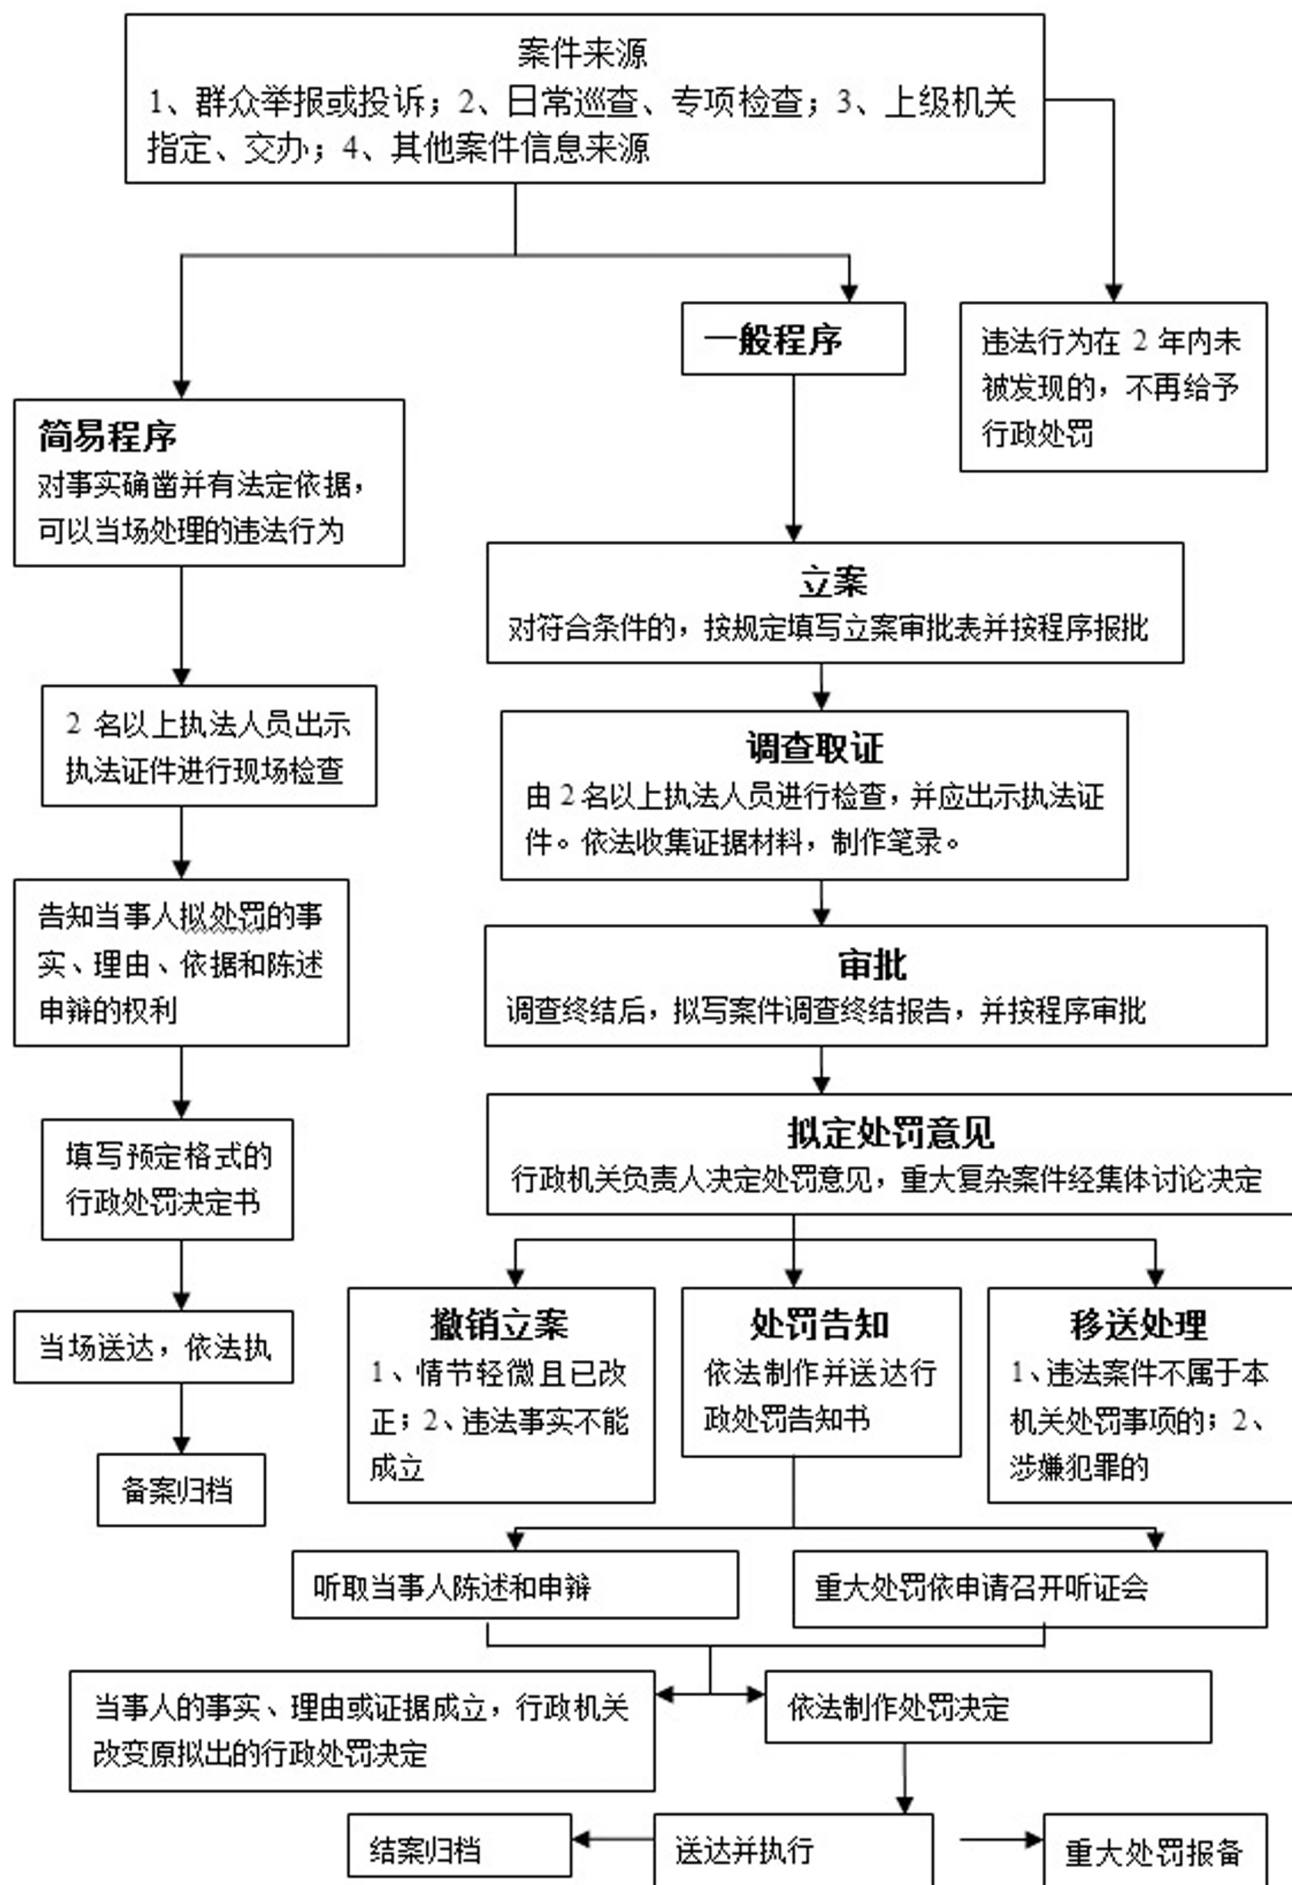 案件来源
1、群众举报或投诉；2、日常巡查、专项检查；3、上级机关
指定、交办；4、其他案件信息来源
一般程序
违法行为在 2 年内未
被发现的，不再给予
行政处罚
简易程序
对事实确凿并有法定依据，
可以当场处理的违法行为
立案
对符合条件的，按规定填写立案审批表并按程序报批
2 名以上执法人员出示
执法证件进行现场检查
调查取证
由 2 名以上执法人员进行检查，并应出示执法证
件。依法收集证据材料，制作笔录。
告知当事人拟处罚的事
实、理由、依据和陈述
申辩的权利
审批
调查终结后，拟写案件调查终结报告，并按程序审批
填写预定格式的
行政处罚决定书
拟定处罚意见
行政机关负责人决定处罚意见，重大复杂案件经集体讨论决定
当场送达，依法执
备案归档
撤销立案
1、情节轻微且已改
正；2、违法事实不能
成立
处罚告知
依法制作并送达行
政处罚告知书
移送处理
1、违法案件不属于本
机关处罚事项的；2、
涉嫌犯罪的
听取当事人陈述和申辩
重大处罚依申请召开听证会
当事人的事实、理由或证据成立，行政机关
改变原拟出的行政处罚决定
依法制作处罚决定
结案归档
送达并执行
重大处罚报备